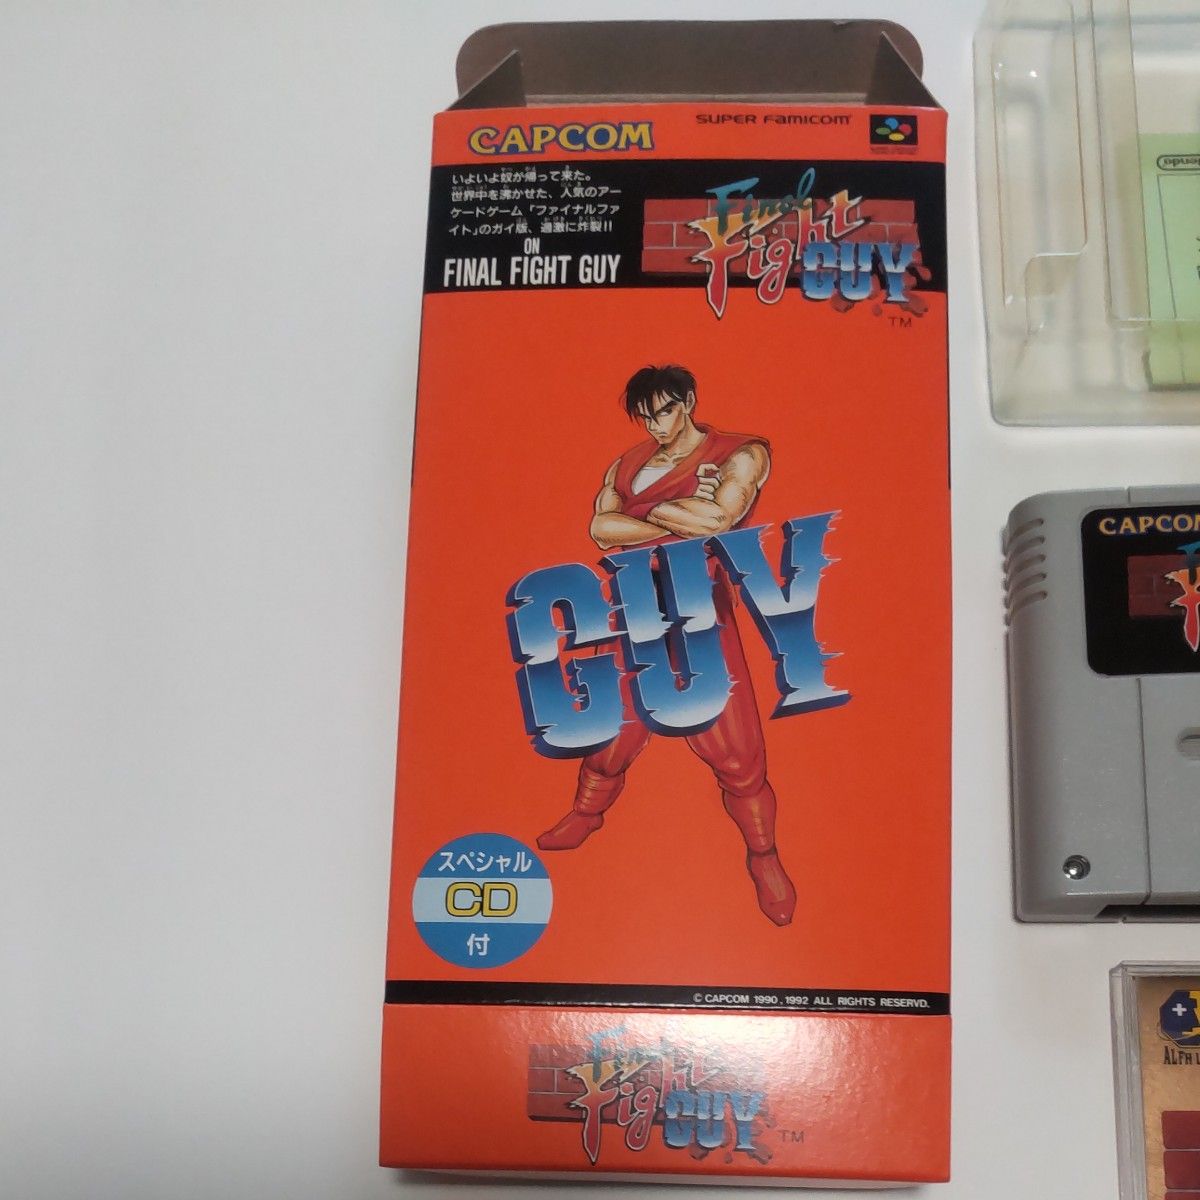 CAPCOM
SUPER FAMICOM
いよいよ奴が帰って来た。
世界中を沸かせた、人気のアー
ケードゲーム「ファイナルファ
イト」のガイ版、過激に炸裂!!
ON
FINAL FIGHT GUY
Final
Fight
GUY
TM
GUY
スペシャル
CD
付
© CAPCOM 1990, 1992 ALL RIGHTS RESERVD.
Final
Fight
GUY
TM
CAPCOM